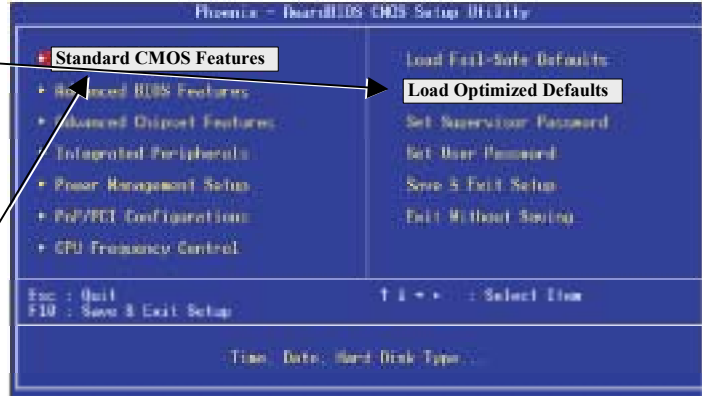 Phoenix - AwardBIOS CMOS Setup Utility
Standard CMOS Features
Advanced BIOS Features
Advanced Chipset Features
Integrated Peripherals
Power Management Setup
PnP/PCI Configurations
CPU Frequency Control
Load Fail-Safe Defaults
Load Optimized Defaults
Set Supervisor Password
Set User Password
Save & Exit Setup
Exit Without Saving
Esc : Quit
F10 : Save & Exit Setup
↑ ↓ → ← : Select Item
Time, Date, Hard Disk Type...